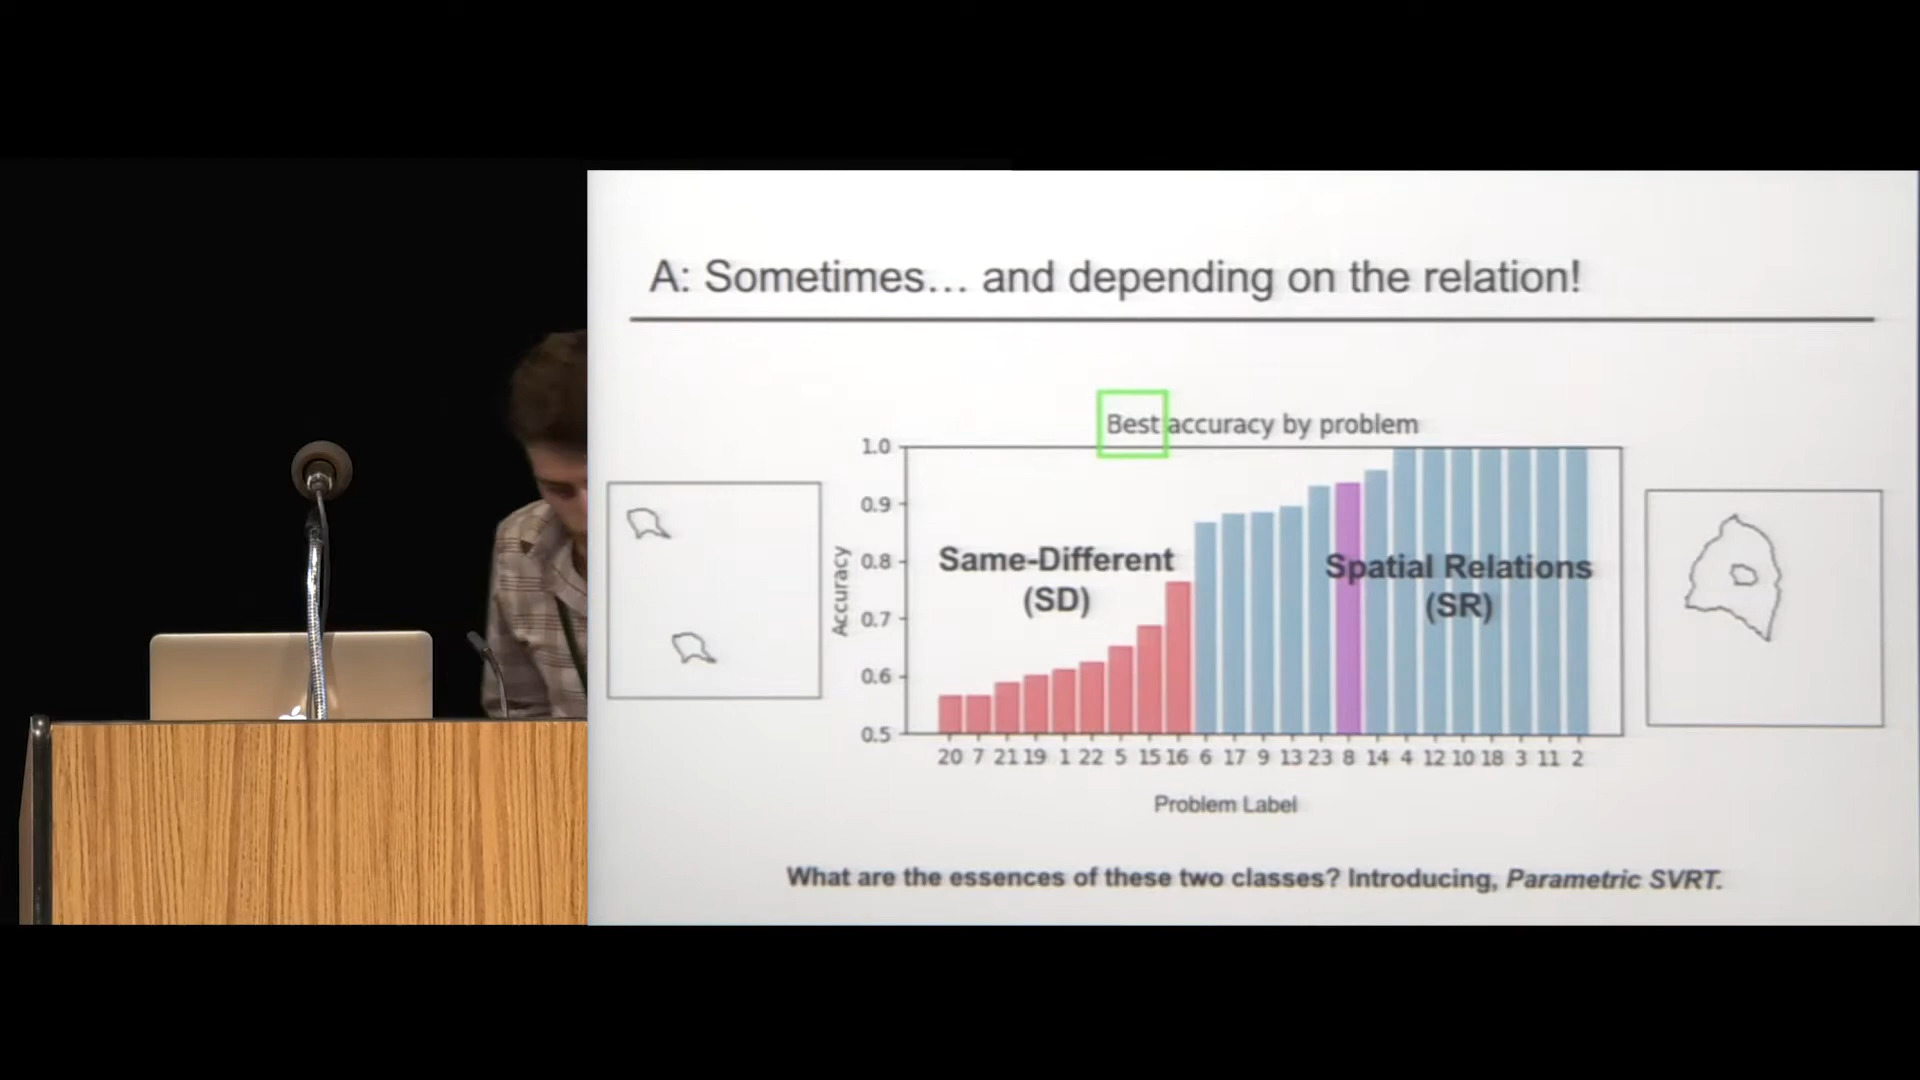 A: Sometimes... and depending on the relation!
Best accuracy by problem
1.0
0.9
0.8
0.7
0.6
0.5
Accuracy
Same-Different
(SD)
Spatial Relations
(SR)
20 7 21 19 1 22 5 15 16 6 17 9 13 23 8 14 4 12 10 18 3 11 2
Problem Label
What are the essences of these two classes? Introducing, Parametric SVRT.